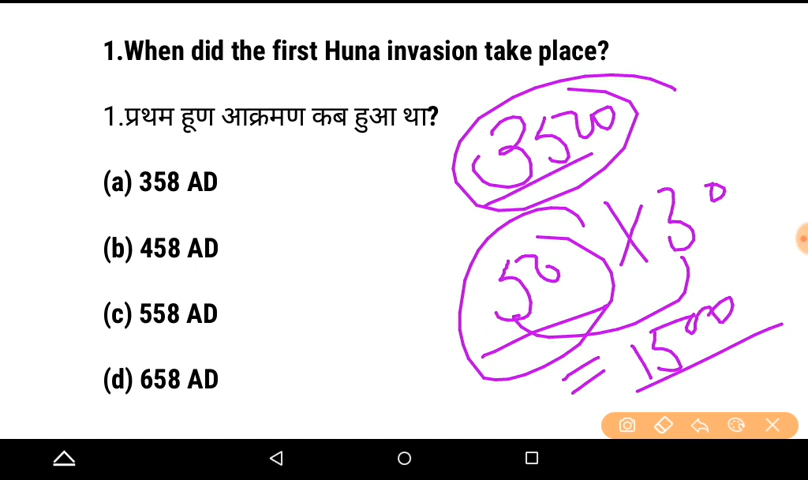 1.When did the first Huna invasion take place?
1.प्रथम हूण आक्रमण कब हुआ था?
3500
(a) 358 AD
50 X 30
(b) 458 AD
(c) 558 AD
= 1500
(d) 658 AD